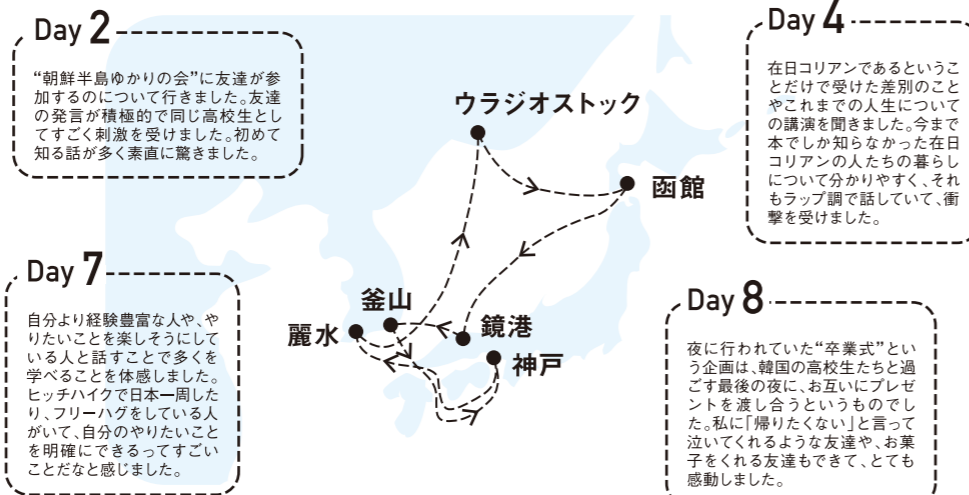 Day 2
“朝鮮半島ゆかりの会”に友達が参
加するのについて行きました。友達
の発言が積極的で同じ高校生とし
てすごく刺激を受けました。初めて
知る話が多く素直に驚きました。
Day 4
在日コリアンであるというこ
とだけで受けた差別のこと
やこれまでの人生について
の講演を聞きました。今まで
本でしか知らなかった在日
コリアンの人たちの暮らし
について分かりやすく、それ
もラップ調で話していて、衝
撃を受けました。
ウラジオストック
函館
釜山
麗水
鏡港
神戸
Day 7
自分より経験豊富な人や、や
りたいことを楽しそうにして
いる人と話すことで多くを
学べることを体感しました。
ヒッチハイクで日本一周した
り、フリーハグをしている人
がいて、自分のやりたいこと
を明確にできるってすごい
ことだなと感じました。
Day 8
夜に行われていた“卒業式”とい
う企画は、韓国の高校生たちと過
ごす最後の夜に、お互いにプレゼ
ントを渡し合うというものでし
た。私に「帰りたくない」と言って
泣いてくれるような友達や、お菓
子をくれる友達もできて、とても
感動しました。